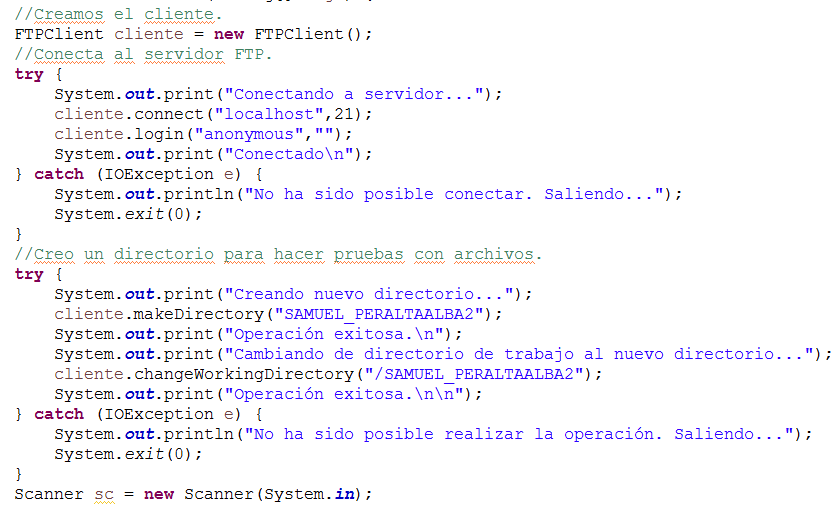 //Creamos el cliente.
FTPClient cliente = new FTPClient();
//Conecta al servidor FTP.
try {
    System.out.print("Conectando a servidor...");
    cliente.connect("localhost",21);
    cliente.login("anonymous","");
    System.out.print("Conectado\n");
} catch (IOException e) {
    System.out.println("No ha sido posible conectar. Saliendo...");
    System.exit(0);
}
//Creo un directorio para hacer pruebas con archivos.
try {
    System.out.print("Creando nuevo directorio...");
    cliente.makeDirectory("SAMUEL_PERALTAALBA2");
    System.out.print("Operación exitosa.\n");
    System.out.print("Cambiando de directorio de trabajo al nuevo directorio...");
    cliente.changeWorkingDirectory("/SAMUEL_PERALTAALBA2");
    System.out.print("Operación exitosa.\n\n");
} catch (IOException e) {
    System.out.println("No ha sido posible realizar la operación. Saliendo...");
    System.exit(0);
}
Scanner sc = new Scanner(System.in);